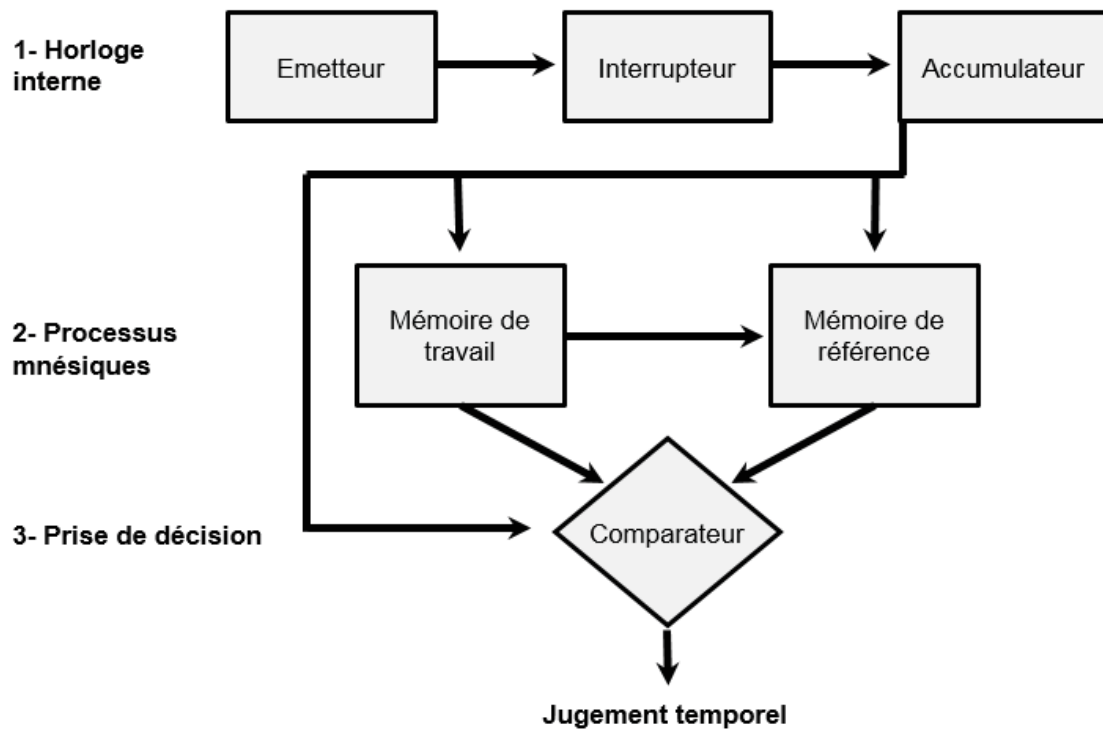 1- Horloge
interne
Emetteur
Interrupteur
Accumulateur
2- Processus
mnésiques
Mémoire de
travail
Mémoire de
référence
3- Prise de décision
Comparateur
Jugement temporel